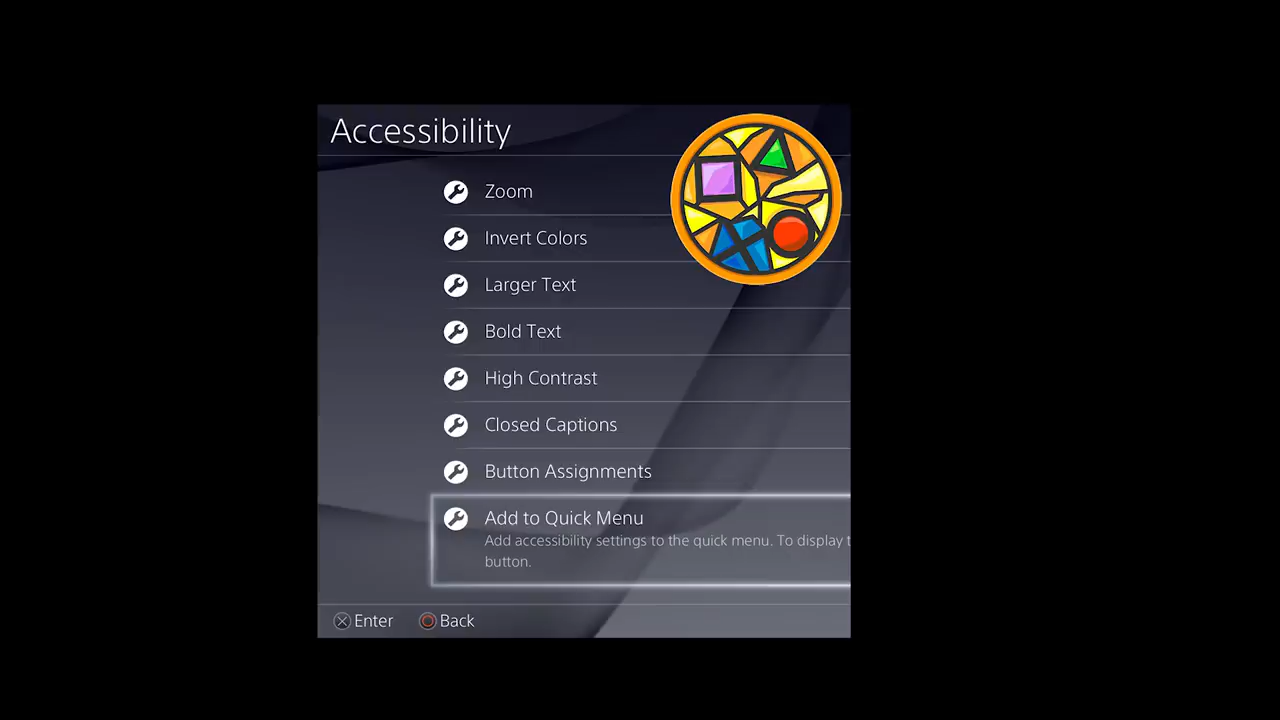 Accessibility
Zoom
Invert Colors
Larger Text
Bold Text
High Contrast
Closed Captions
Button Assignments
Add to Quick Menu
Add accessibility settings to the quick menu. To display
button.
Enter
Back